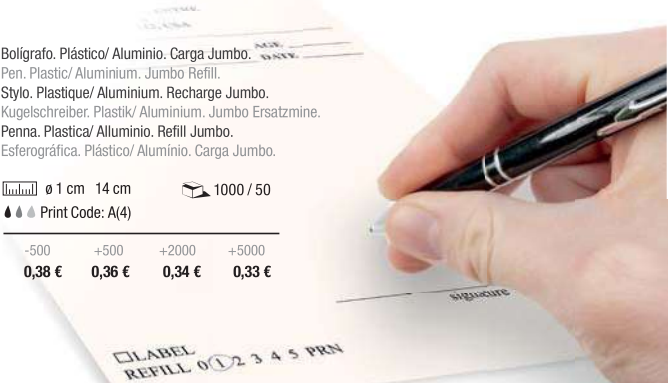 AGE
DATE
Bolígrafo. Plástico/ Aluminio. Carga Jumbo.
Pen. Plastic/ Aluminium. Jumbo Refill.
Stylo. Plastique/ Aluminium. Recharge Jumbo.
Kugelschreiber. Plastik/ Aluminium. Jumbo Ersatzmine.
Penna. Plastica/ Alluminio. Refill Jumbo.
Esferográfica. Plástico/ Alumínio. Carga Jumbo.
ø 1 cm 14 cm 1000 / 50
Print Code: A(4)
-500 +500 +2000 +5000
0,38 € 0,36 € 0,34 € 0,33 €
signature
LABEL
REFILL 0 1 2 3 4 5 PRN